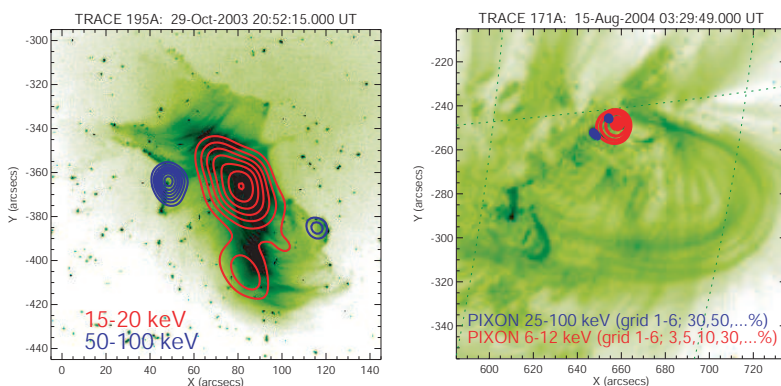 TRACE 195A: 29-Oct-2003 20:52:15.000 UT
-300
-320
-340
-360
-380
-400
-420
-440
Y (arcsecs)
15-20 keV
50-100 keV
0 20 40 60 80 100 120 140
X (arcsecs)
TRACE 171A: 15-Aug-2004 03:29:49.000 UT
-220
-240
-260
-280
-300
-320
-340
Y (arcsecs)
PIXON 25-100 keV (grid 1-6; 30,50,...%)
PIXON 6-12 keV (grid 1-6; 3,5,10,30,...%)
600 620 640 660 680 700 720
X (arcsecs)